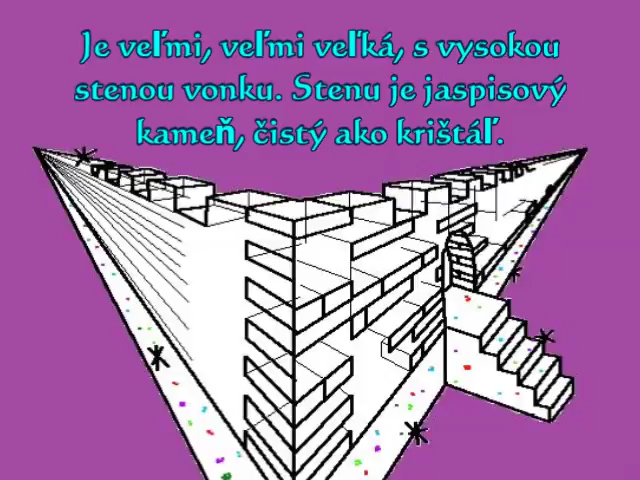 Je veľmi, veľmi veľká, s vysokou
stenou vonku. Stenu je jaspisový
kameň, čistý ako krištáľ.